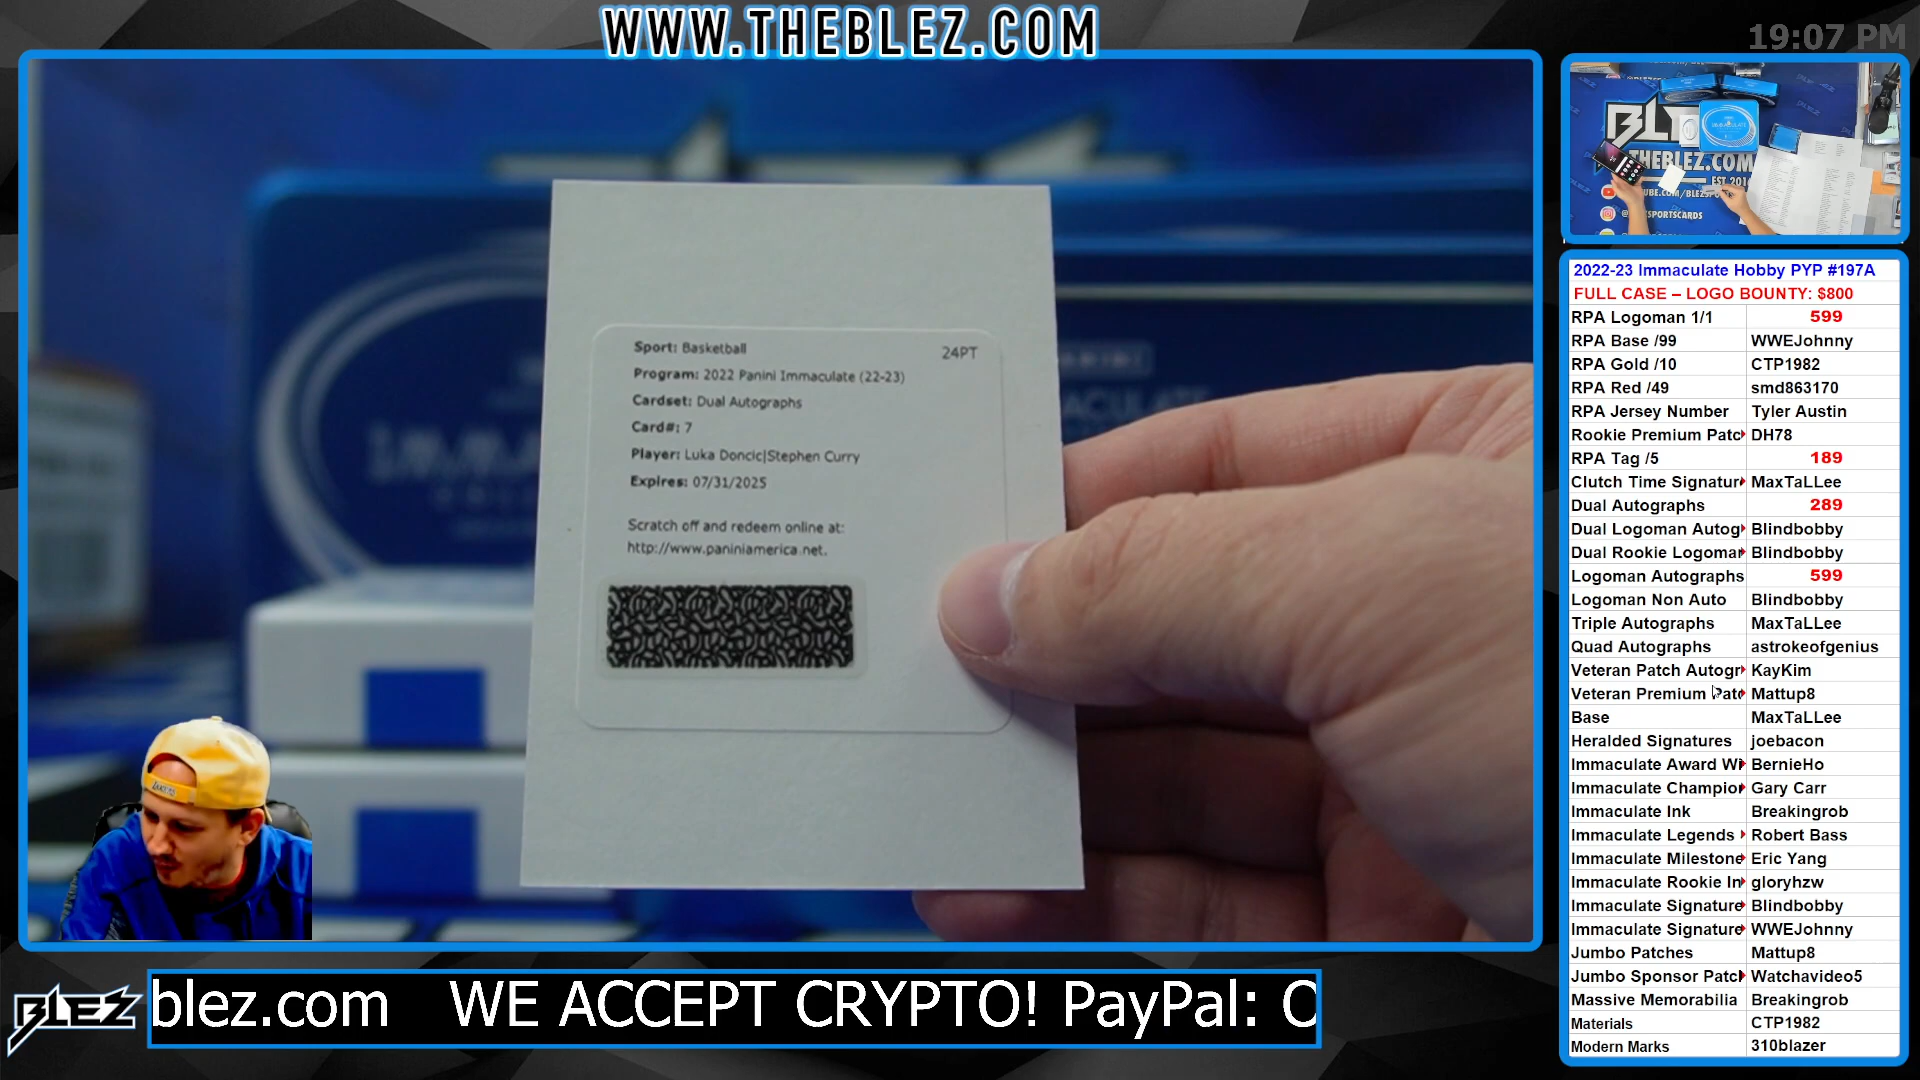 WWW.THEBLEZ.COM
19:07 PM
Sport: Basketball
24PT
Program: 2022 Panini Immaculate (22-23)
Cardset: Dual Autographs
Card#: 7
Player: Luka Doncic|Stephen Curry
Expires: 07/31/2025
Scratch off and redeem online at:
http://www.paniniamerica.net.
THEBLEZ.COM
2022-23 Immaculate Hobby PYP #197A
FULL CASE – LOGO BOUNTY: $800
RPA Logoman 1/1 599
RPA Base /99 WWEJohnny
RPA Gold /10 CTP1982
RPA Red /49 smd863170
RPA Jersey Number Tyler Austin
Rookie Premium Patc DH78
RPA Tag /5 189
Clutch Time Signatur MaxTaLLee
Dual Autographs 289
Dual Logoman Autog Blindbobby
Dual Rookie Logoman Blindbobby
Logoman Autographs 599
Logoman Non Auto Blindbobby
Triple Autographs MaxTaLLee
Quad Autographs astrokeofgenius
Veteran Patch Autogr KayKim
Veteran Premium Patc Mattup8
Base MaxTaLLee
Heralded Signatures joebacon
Immaculate Award Wi BernieHo
Immaculate Champion Gary Carr
Immaculate Ink Breakingrob
Immaculate Legends Robert Bass
Immaculate Milestone Eric Yang
Immaculate Rookie In gloryhzw
Immaculate Signature Blindbobby
Immaculate Signature WWEJohnny
Jumbo Patches Mattup8
Jumbo Sponsor Patch Watchavideo5
Massive Memorabilia Breakingrob
Materials CTP1982
Modern Marks 310blazer
BLEZ
blez.com WE ACCEPT CRYPTO! PayPal: